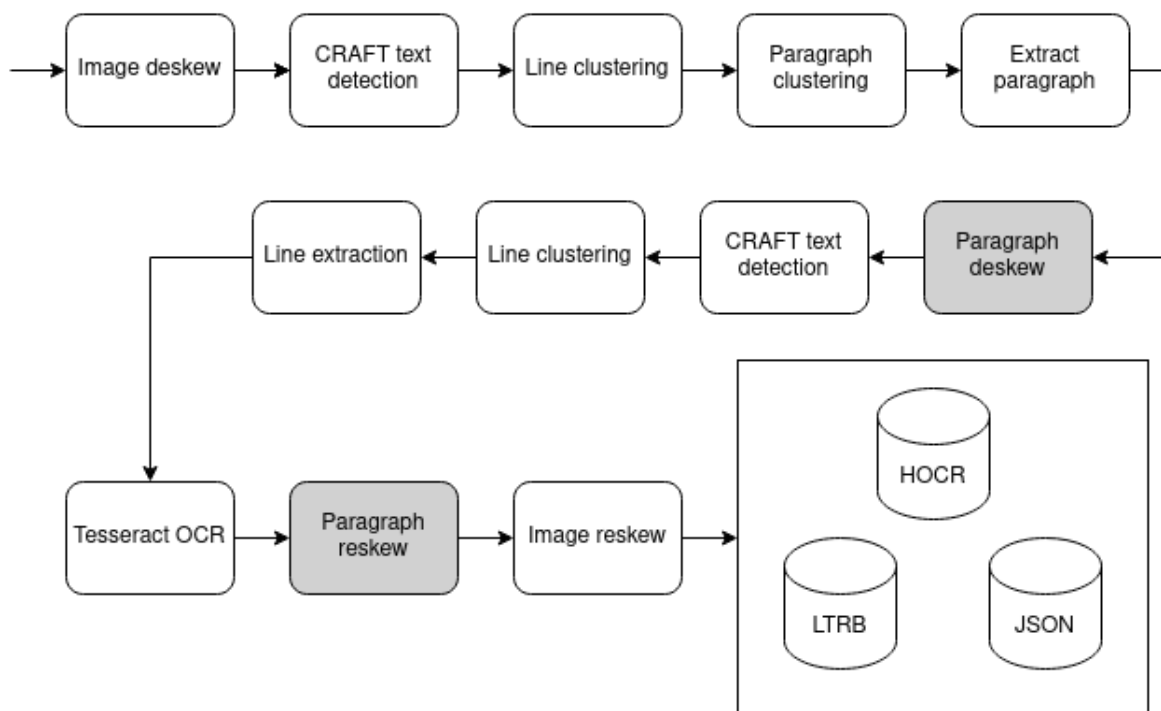 Image deskew
CRAFT text
detection
Line clustering
Paragraph
clustering
Extract
paragraph
Paragraph
deskew
CRAFT text
detection
Line clustering
Line extraction
Tesseract OCR
Paragraph
reskew
Image reskew
HOCR
LTRB
JSON